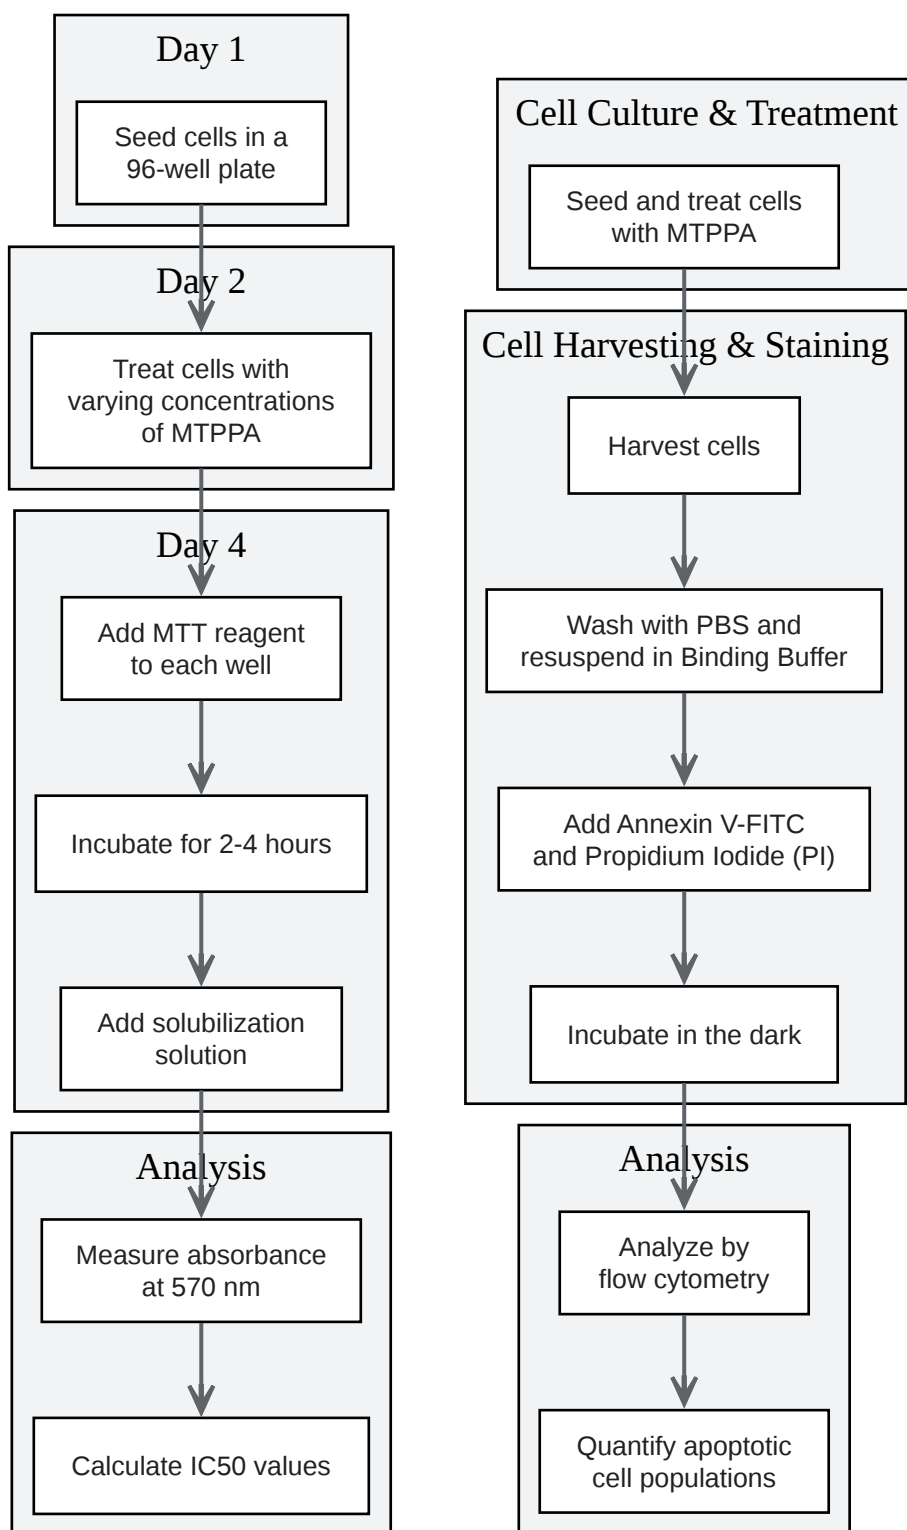 Day 1
Seed cells in a
96-well plate
Day 2
Treat cells with
varying concentrations
of MTPPA
Day 4
Add MTT reagent
to each well
Incubate for 2-4 hours
Add solubilization
solution
Analysis
Measure absorbance
at 570 nm
Calculate IC50 values
Cell Culture & Treatment
Seed and treat cells
with MTPPA
Cell Harvesting & Staining
Harvest cells
Wash with PBS and
resuspend in Binding Buffer
Add Annexin V-FITC
and Propidium Iodide (PI)
Incubate in the dark
Analysis
Analyze by
flow cytometry
Quantify apoptotic
cell populations